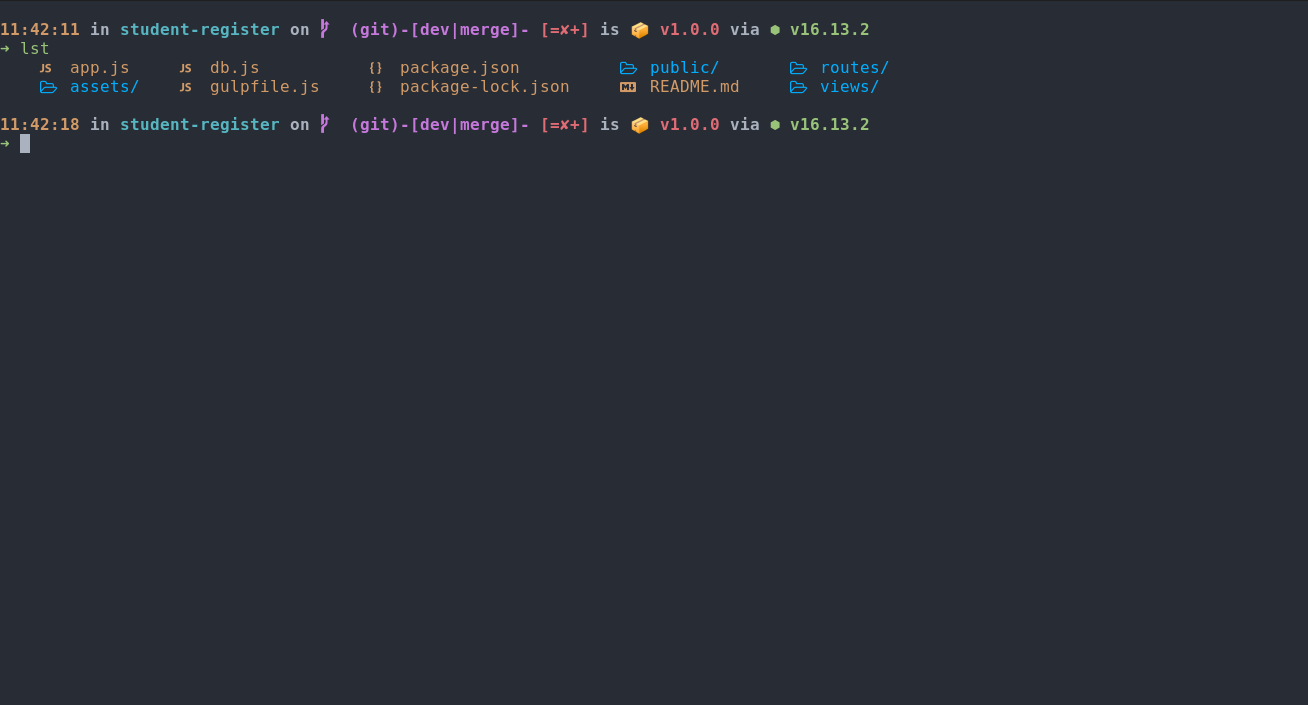 11:42:11 in student-register on (git)-[dev|merge]- [=✘+] is 📦 v1.0.0 via ⬢ v16.13.2
➜ lst
JS app.js JS db.js {} package.json public/ routes/
assets/ JS gulpfile.js {} package-lock.json README.md views/
11:42:18 in student-register on (git)-[dev|merge]- [=✘+] is 📦 v1.0.0 via ⬢ v16.13.2
➜